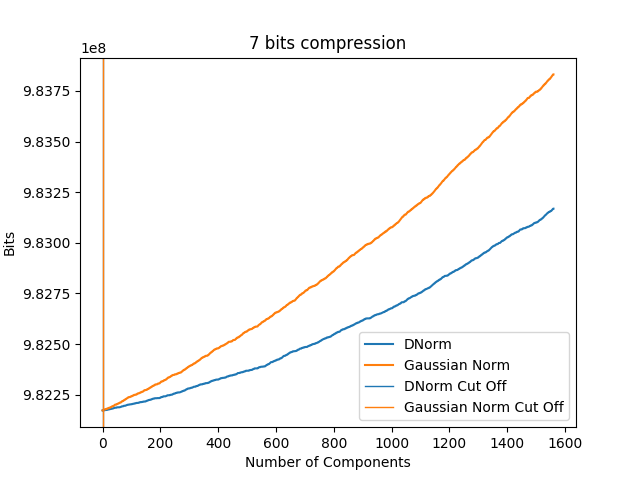 7 bits compression
1e8
9.8375
9.8350
9.8325
9.8300
9.8275
9.8250
9.8225
Bits
0 200 400 600 800 1000 1200 1400 1600
Number of Components
DNorm
Gaussian Norm
DNorm Cut Off
Gaussian Norm Cut Off